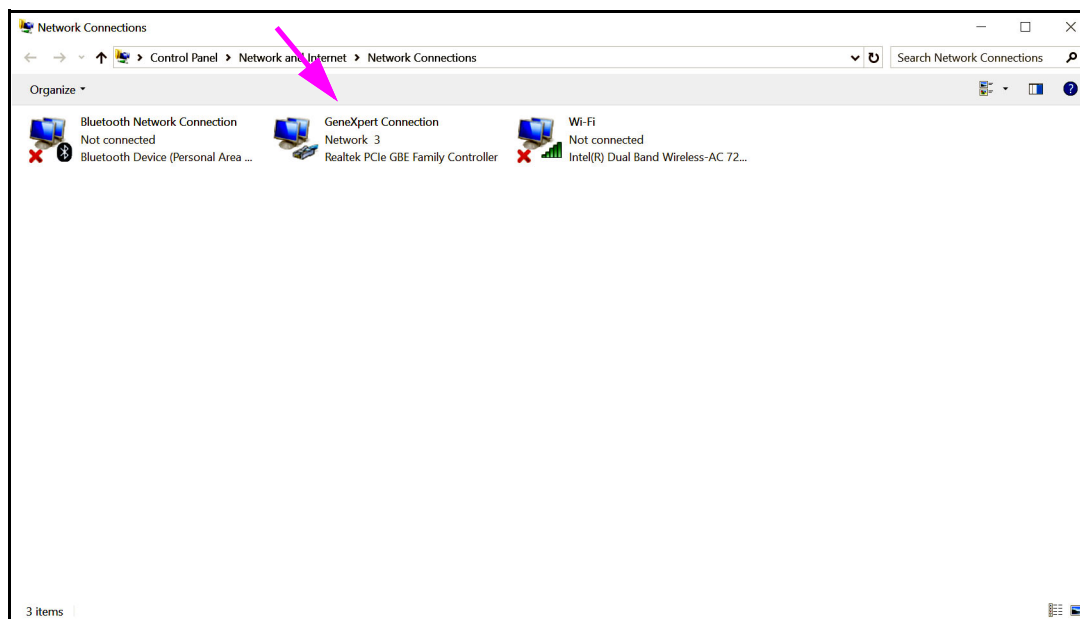 Network Connections
Control Panel > Network and Internet > Network Connections
Search Network Connections
Organize
Bluetooth Network Connection
Not connected
Bluetooth Device (Personal Area ...
GeneXpert Connection
Network 3
Realtek PCIe GBE Family Controller
Wi-Fi
Not connected
Intel(R) Dual Band Wireless-AC 72...
3 items